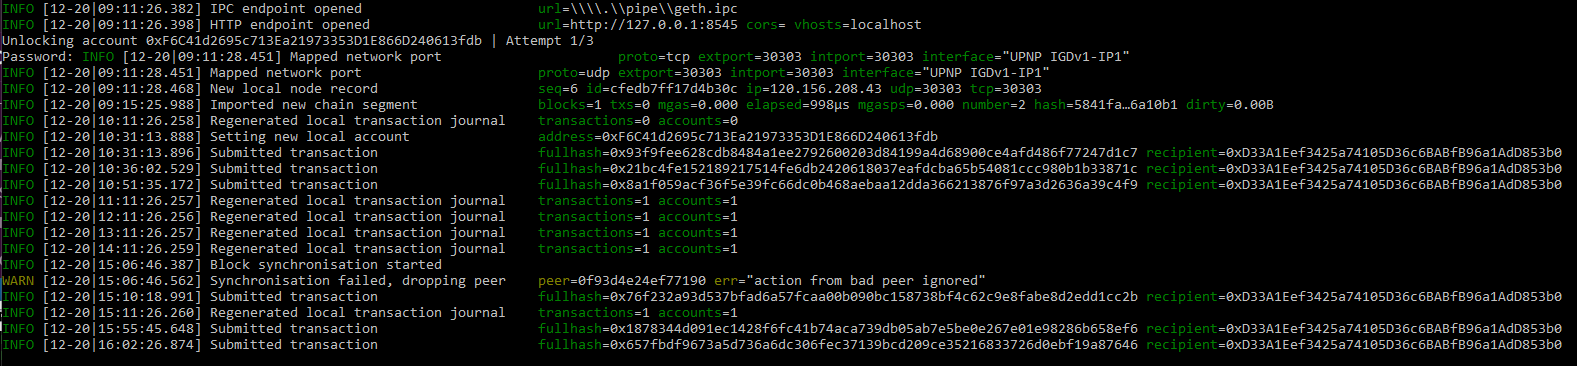 INFO [12-20|09:11:26.382] IPC endpoint opened url=\\\\.\\pipe\\geth.ipc
INFO [12-20|09:11:26.398] HTTP endpoint opened url=http://127.0.0.1:8545 cors= vhosts=localhost
Unlocking account 0xF6C41d2695c713Ea21973353D1E866D240613fdb | Attempt 1/3
Password: INFO [12-20|09:11:28.451] Mapped network port proto=tcp extport=30303 intport=30303 interface="UPNP IGDv1-IP1"
INFO [12-20|09:11:28.451] Mapped network port proto=udp extport=30303 intport=30303 interface="UPNP IGDv1-IP1"
INFO [12-20|09:11:28.468] New local node record seq=6 id=cfedb7ff17d4b30c ip=120.156.208.43 udp=30303 tcp=30303
INFO [12-20|09:15:25.988] Imported new chain segment blocks=1 txs=0 mgas=0.000 elapsed=998µs mgasps=0.000 number=2 hash=5841fa…6a10b1 dirty=0.00B
INFO [12-20|10:11:26.258] Regenerated local transaction journal transactions=0 accounts=0
INFO [12-20|10:31:13.888] Setting new local account address=0xF6C41d2695c713Ea21973353D1E866D240613fdb
INFO [12-20|10:31:13.896] Submitted transaction fullhash=0x93f9fee628cdb8484a1ee2792600203d84199a4d68900ce4afd486f77247d1c7 recipient=0xD33A1Eef3425a74105D36c6BABfB96a1AdD853b0
INFO [12-20|10:36:02.529] Submitted transaction fullhash=0x21bc4fe152189217514fe6db2420618037eafdcba65b54081ccc980b1b33871c recipient=0xD33A1Eef3425a74105D36c6BABfB96a1AdD853b0
INFO [12-20|10:51:35.172] Submitted transaction fullhash=0x8a1f059acf36f5e39fc66dc0b468aebaa12dda366213876f97a3d2636a39c4f9 recipient=0xD33A1Eef3425a74105D36c6BABfB96a1AdD853b0
INFO [12-20|11:11:26.257] Regenerated local transaction journal transactions=1 accounts=1
INFO [12-20|12:11:26.256] Regenerated local transaction journal transactions=1 accounts=1
INFO [12-20|13:11:26.257] Regenerated local transaction journal transactions=1 accounts=1
INFO [12-20|14:11:26.259] Regenerated local transaction journal transactions=1 accounts=1
INFO [12-20|15:06:46.387] Block synchronisation started
WARN [12-20|15:06:46.562] Synchronisation failed, dropping peer peer=0f93d4e24ef77190 err="action from bad peer ignored"
INFO [12-20|15:10:18.991] Submitted transaction fullhash=0x76f232a93d537bfad6a57fcaa00b090bc158738bf4c62c9e8fabe8d2edd1cc2b recipient=0xD33A1Eef3425a74105D36c6BABfB96a1AdD853b0
INFO [12-20|15:11:26.260] Regenerated local transaction journal transactions=1 accounts=1
INFO [12-20|15:55:45.648] Submitted transaction fullhash=0x1878344d091ec1428f6fc41b74aca739db05ab7e5be0e267e01e98286b658ef6 recipient=0xD33A1Eef3425a74105D36c6BABfB96a1AdD853b0
INFO [12-20|16:02:26.874] Submitted transaction fullhash=0x657fbdf9673a5d736a6dc306fec37139bcd209ce35216833726d0ebf19a87646 recipient=0xD33A1Eef3425a74105D36c6BABfB96a1AdD853b0